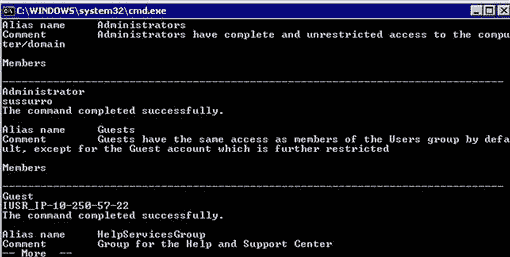 C:\WINDOWS\system32\cmd.exe
Alias name     Administrators
Comment        Administrators have complete and unrestricted access to the compu
ter/domain
Members
-------------------------------------------------------------------------------
Administrator
sussurro
The command completed successfully.
Alias name     Guests
Comment        Guests have the same access as members of the Users group by defa
ult, except for the Guest account which is further restricted
Members
-------------------------------------------------------------------------------
Guest
IUSR_IP-10-250-57-22
The command completed successfully.
Alias name     HelpServicesGroup
Comment        Group for the Help and Support Center
-- More  --